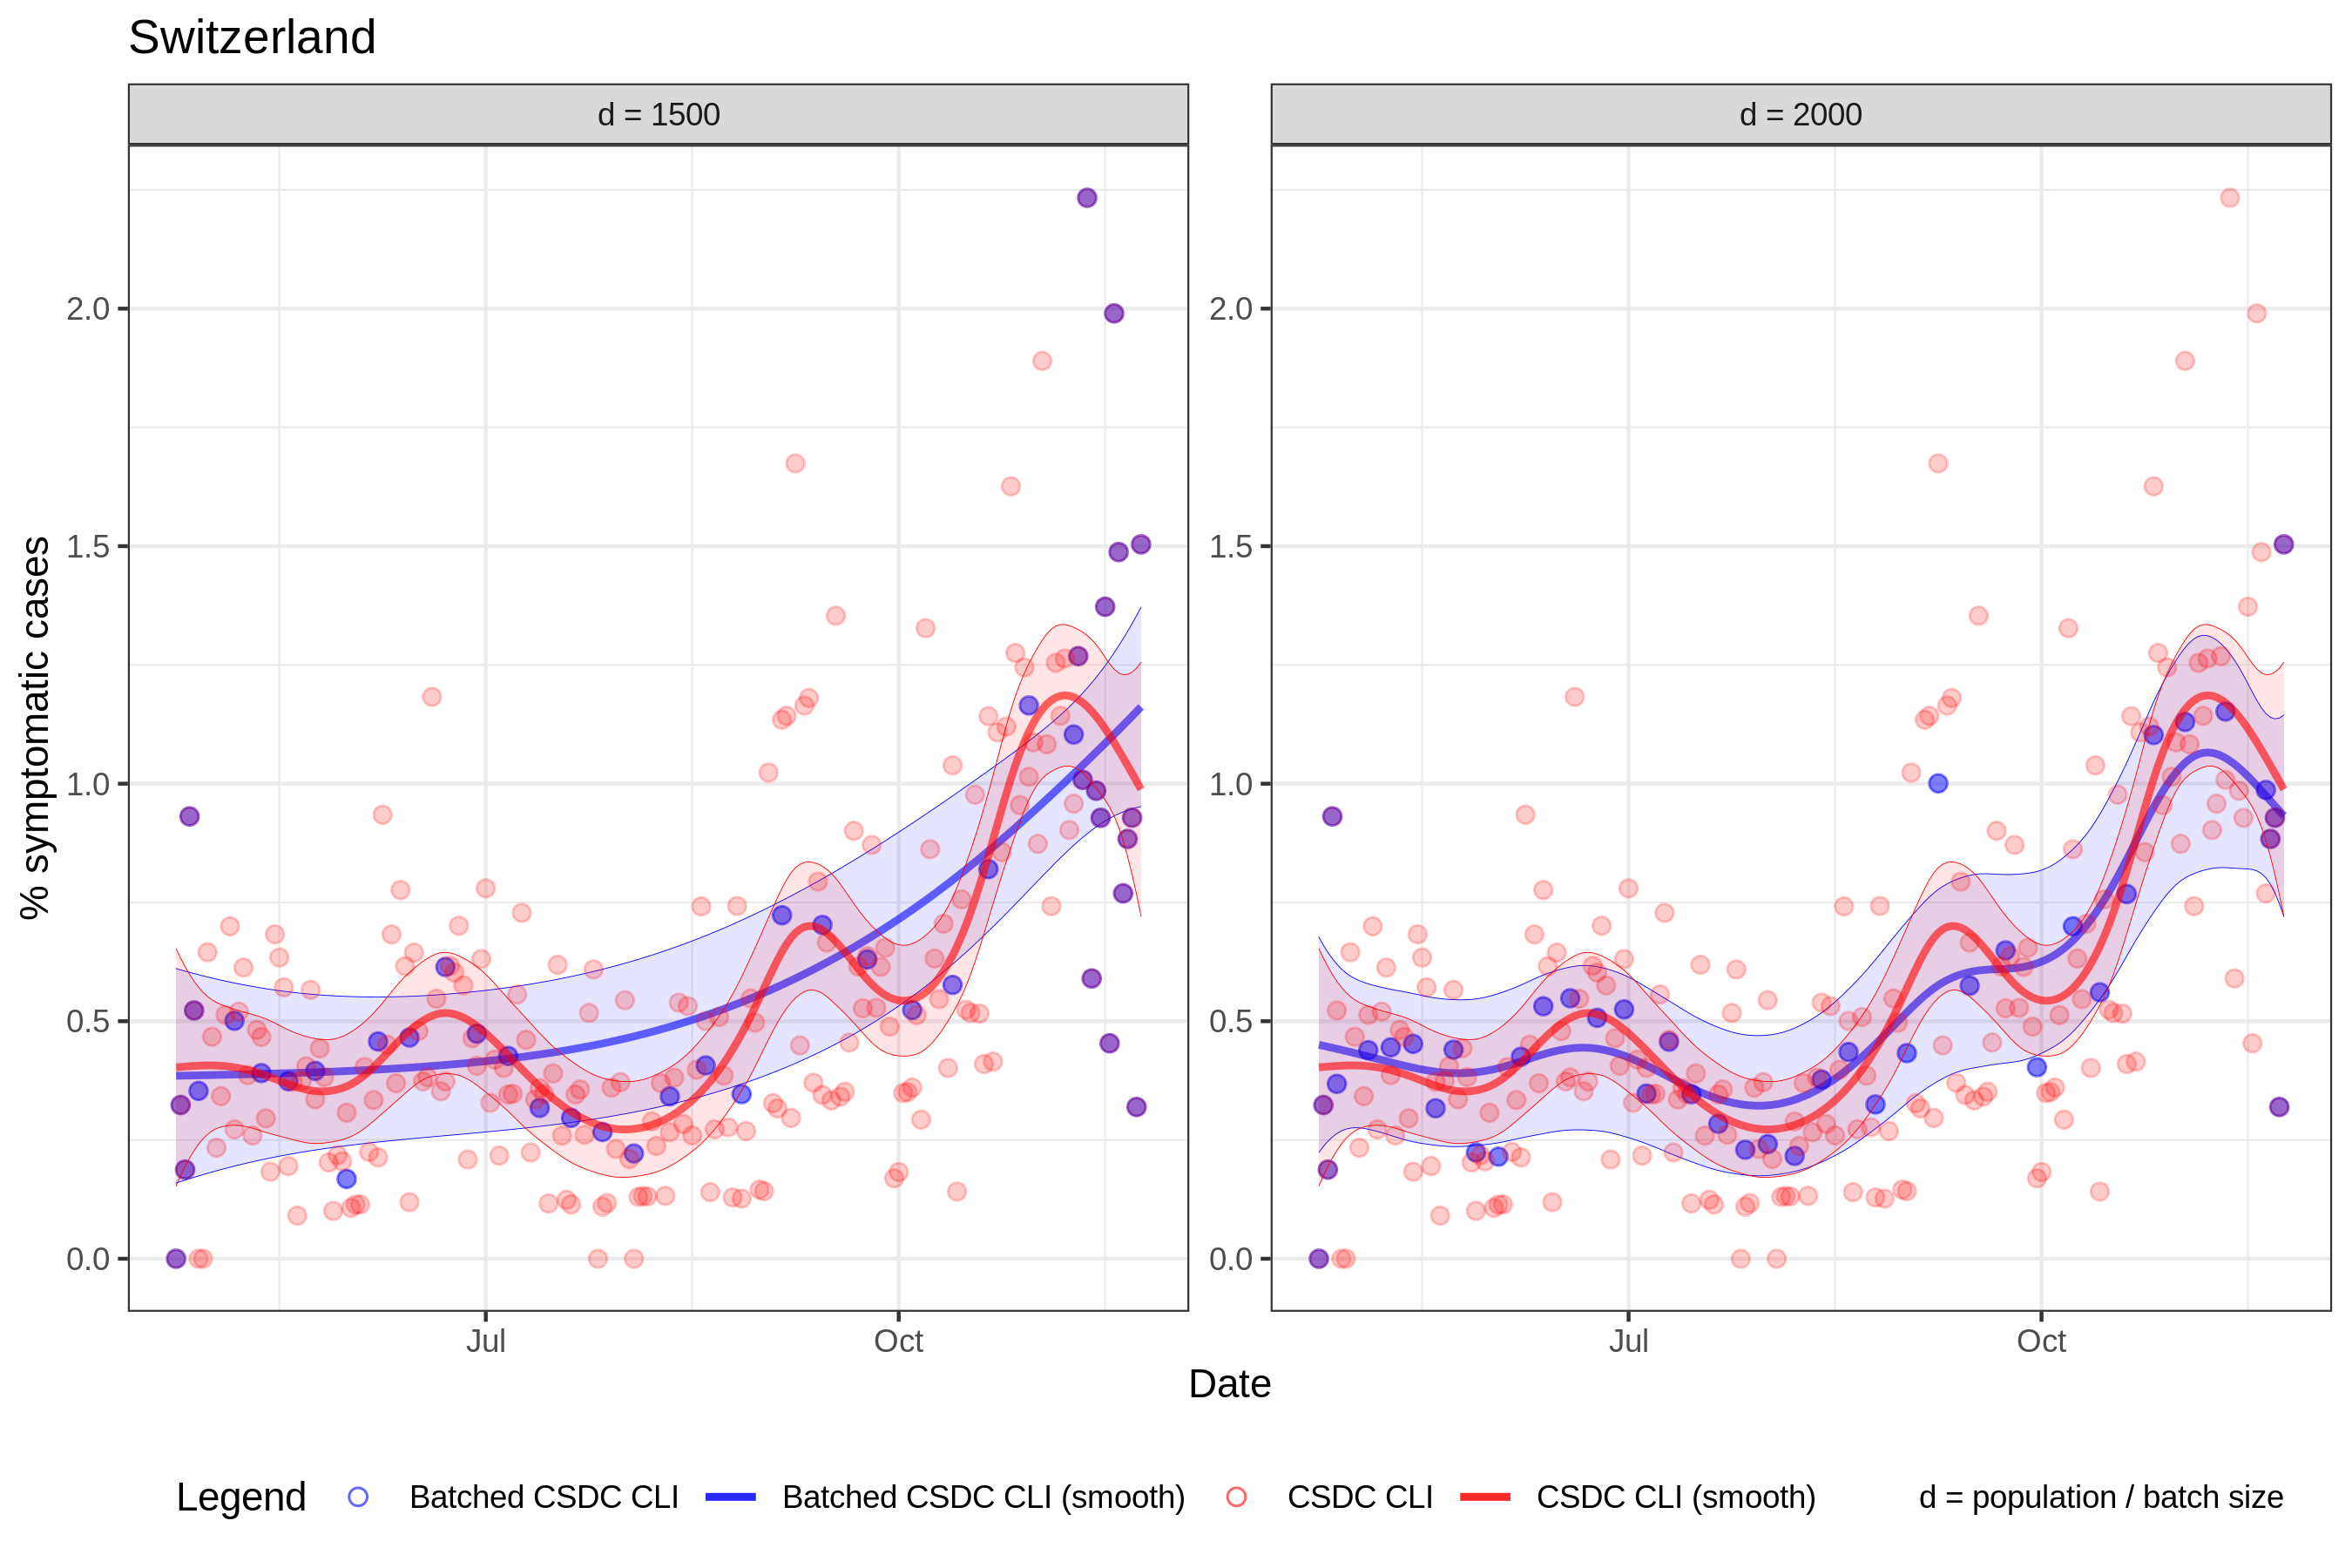 Switzerland
d = 1500
d = 2000
% symptomatic cases
2.0
1.5
1.0
0.5
0.0
2.0
1.5
1.0
0.5
0.0
Jul
Oct
Jul
Oct
Date
Legend
Batched CSDC CLI
Batched CSDC CLI (smooth)
CSDC CLI
CSDC CLI (smooth)
d = population / batch size